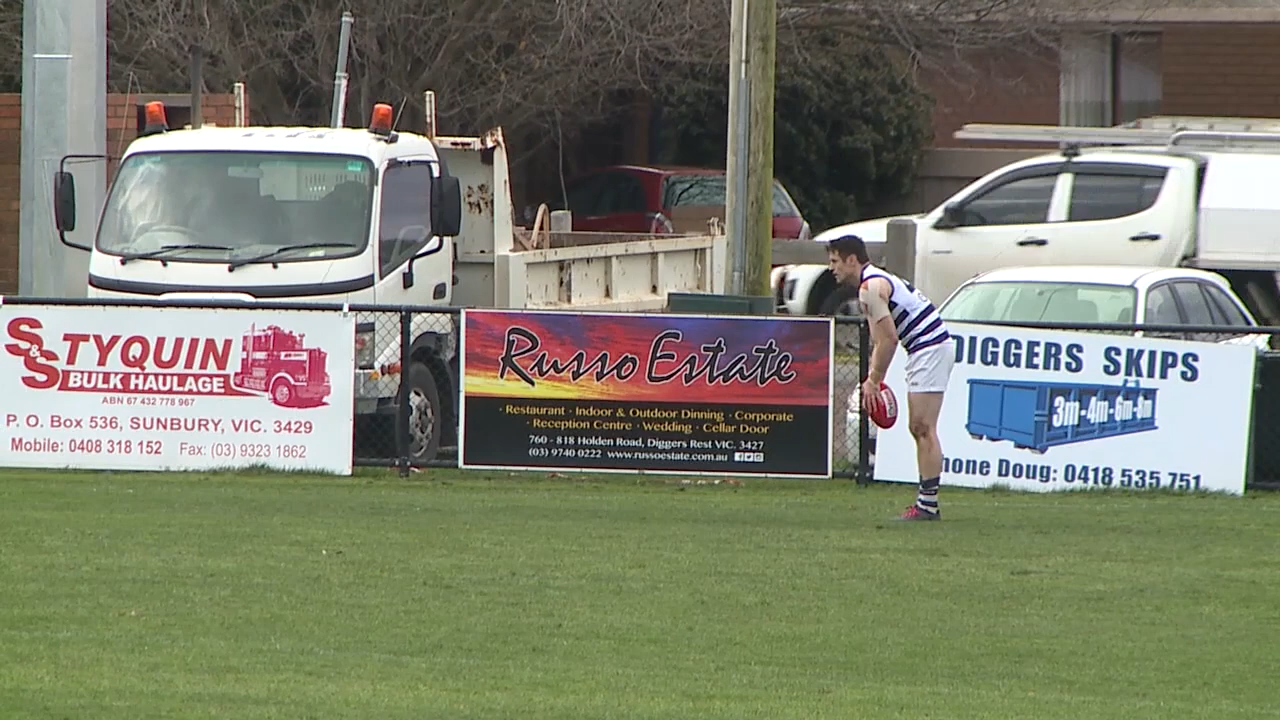 S&S TYQUIN
BULK HAULAGE
ABN 67 432 778 967
P. O. Box 536, SUNBURY, VIC. 3429
Mobile: 0408 318 152 Fax: (03) 9323 1862
Russo Estate
· Restaurant · Indoor & Outdoor Dinning · Corporate
· Reception Centre · Wedding · Cellar Door
760 - 818 Holden Road, Diggers Rest VIC. 3427
(03) 9740 0222 www.russoestate.com.au
DIGGERS SKIPS
3m-4m-6m-8m
hone Doug: 0418 535 751